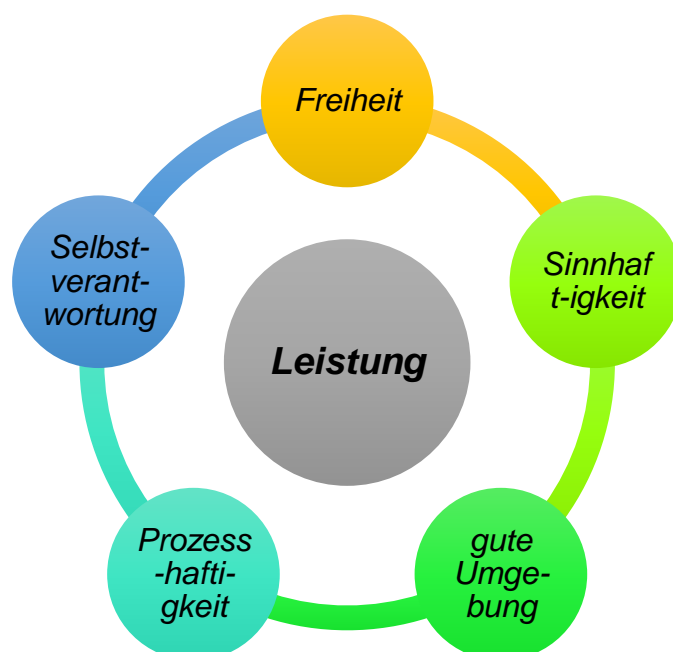 Freiheit
Selbst-
verant-
wortung
Sinnhaf
t-igkeit
Leistung
Prozess
-hafti-
gkeit
gute
Umge-
bung